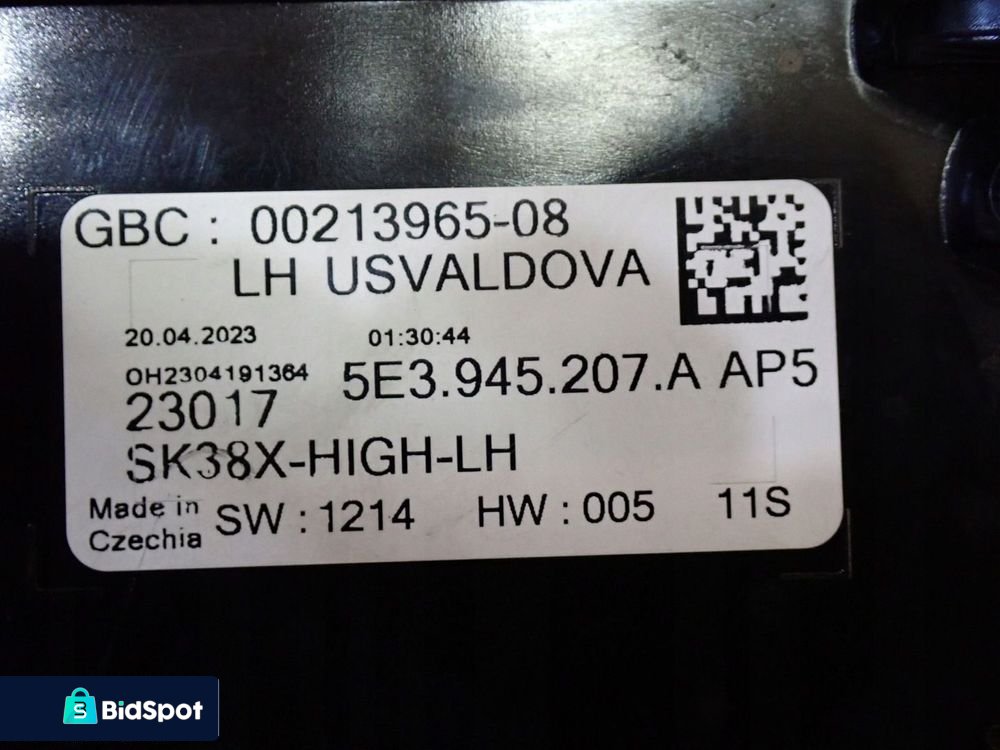 GBC : 00213965-08
LH USVALDOVA
20.04.2023 01:30:44
OH2304191364 5E3.945.207.A AP5
23017
SK38X-HIGH-LH
Made in SW : 1214 HW : 005 11S
Czechia
BidSpot